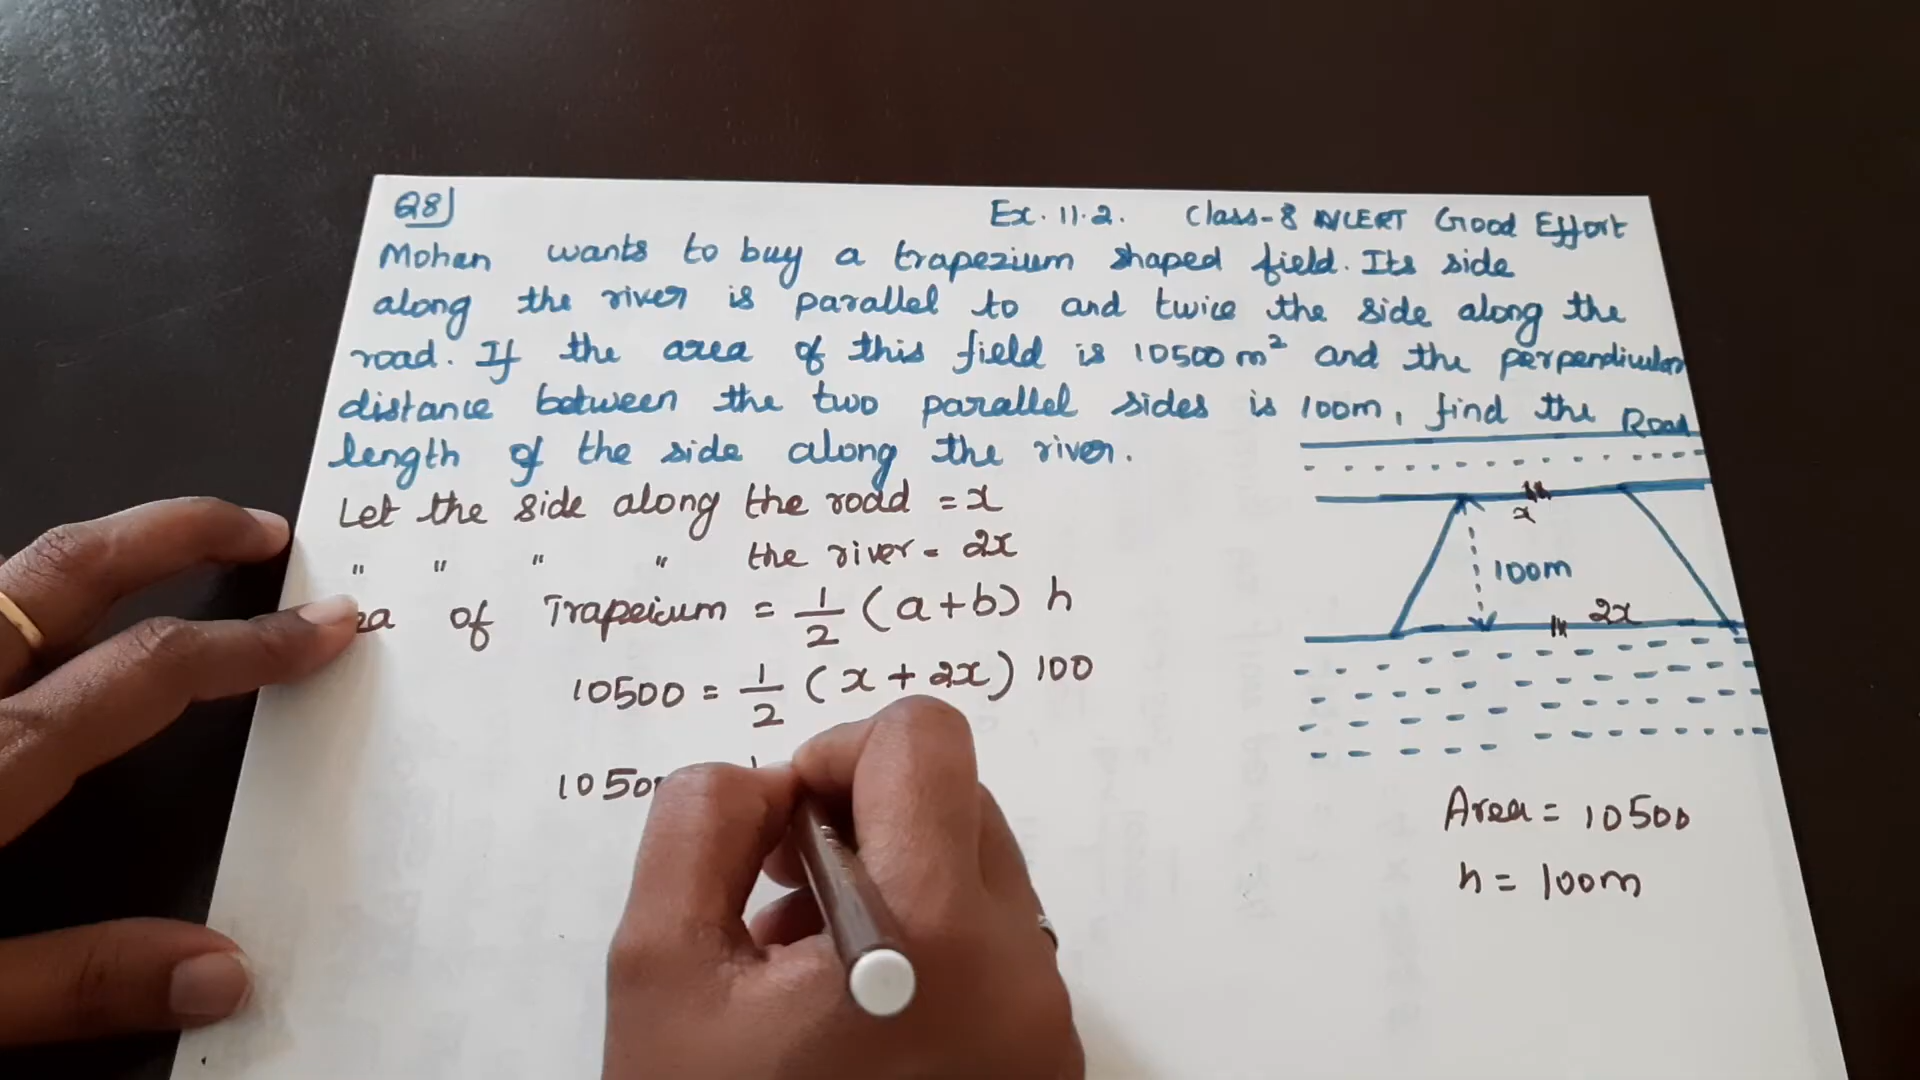 Q8)
Ex. 11.2. Class-8 NCERT Good Effort
Mohan wants to buy a trapezium shaped field. Its side
along the river is parallel to and twice the side along the
road. If the area of this field is 10500 m² and the perpendicular
distance between the two parallel sides is 100m, find the
length of the side along the river.
Road
Let the side along the road = x
" " " " the river = 2x
of Trapezium = 1/2 (a+b) h
10500 = 1/2 (x + 2x) 100
1050
x
100m
2x
Area = 10500
h = 100m